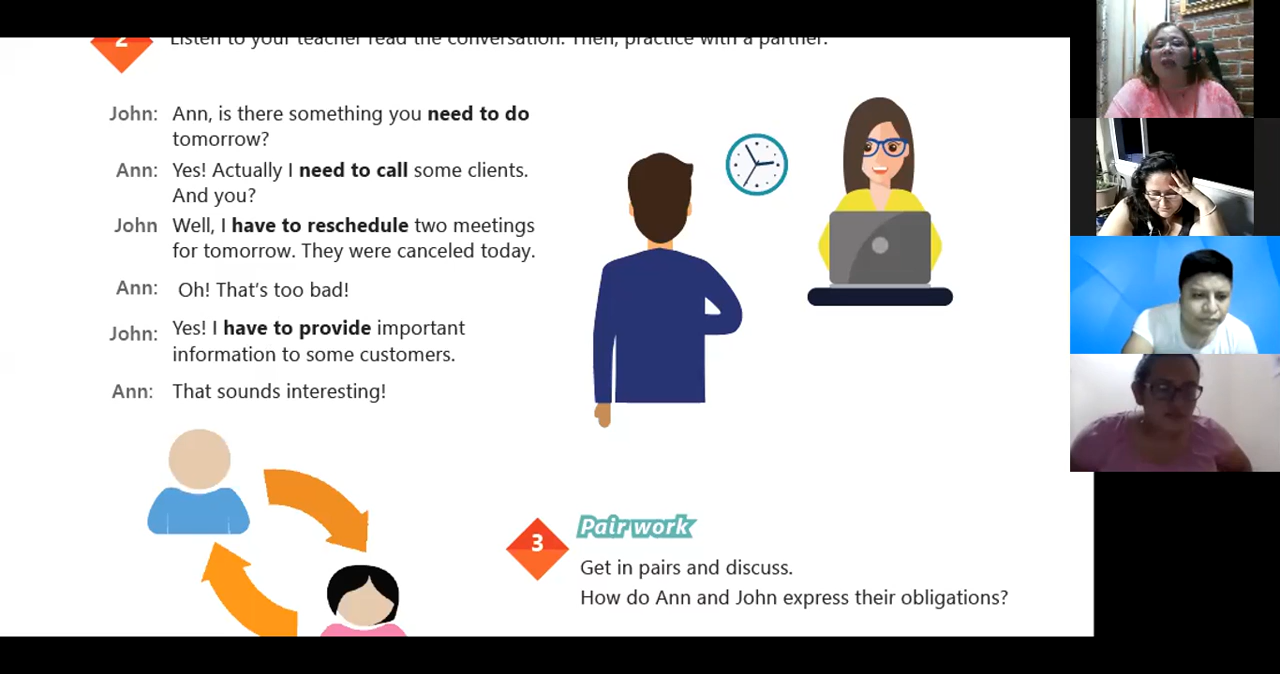 2 Listen to your teacher read the conversation. Then, practice with a partner.
John: Ann, is there something you need to do
tomorrow?
Ann: Yes! Actually I need to call some clients.
And you?
John Well, I have to reschedule two meetings
for tomorrow. They were canceled today.
Ann: Oh! That's too bad!
John: Yes! I have to provide important
information to some customers.
Ann: That sounds interesting!
3 Pair work
Get in pairs and discuss.
How do Ann and John express their obligations?